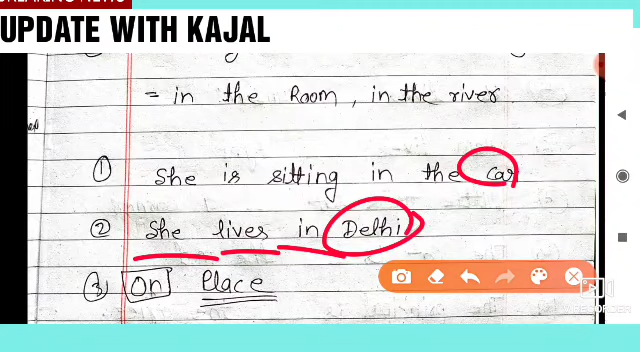 UPDATE WITH KAJAL
= in the Room, in the river
① She is sitting in the car
② She lives in Delhi
③ On Place